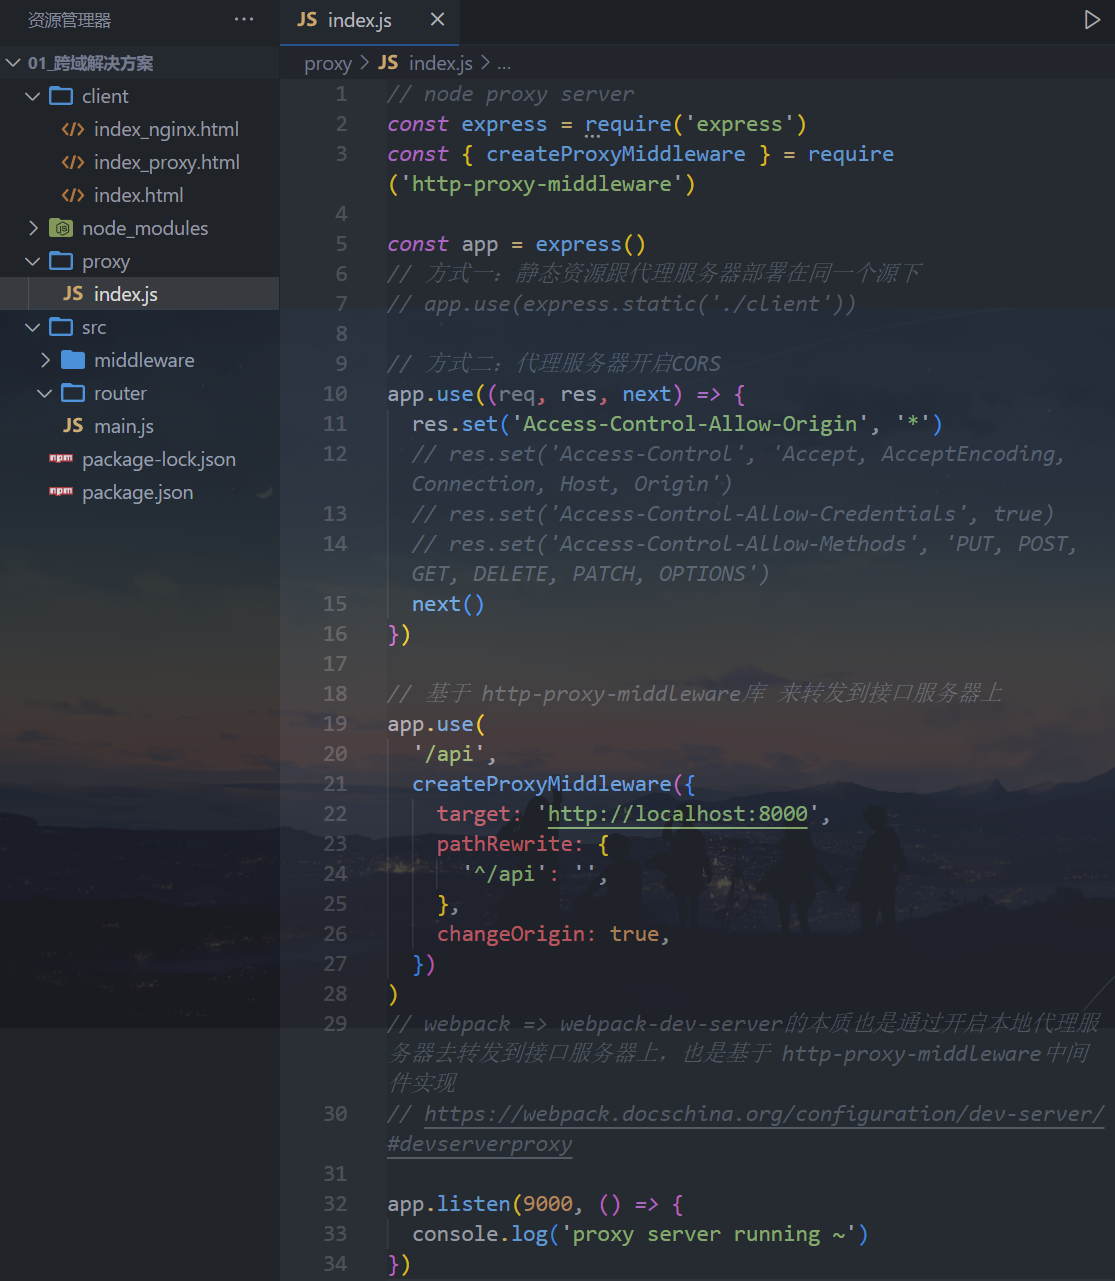 资源管理器 ···
JS index.js ×
01_跨域解决方案
client
index_nginx.html
index_proxy.html
index.html
node_modules
proxy
JS index.js
src
middleware
router
JS main.js
npm package-lock.json
npm package.json
proxy > JS index.js > ...
1 // node proxy server
2 const express = require('express')
3 const { createProxyMiddleware } = require
('http-proxy-middleware')
4
5 const app = express()
6 // 方式一：静态资源跟代理服务器部署在同一个源下
7 // app.use(express.static('./client'))
8
9 // 方式二：代理服务器开启CORS
10 app.use((req, res, next) => {
11 res.set('Access-Control-Allow-Origin', '*')
12 // res.set('Access-Control', 'Accept, AcceptEncoding,
Connection, Host, Origin')
13 // res.set('Access-Control-Allow-Credentials', true)
14 // res.set('Access-Control-Allow-Methods', 'PUT, POST,
GET, DELETE, PATCH, OPTIONS')
15 next()
16 })
17
18 // 基于 http-proxy-middleware库 来转发到接口服务器上
19 app.use(
20 '/api',
21 createProxyMiddleware({
22 target: 'http://localhost:8000',
23 pathRewrite: {
24 '^/api': '',
25 },
26 changeOrigin: true,
27 })
28 )
29 // webpack => webpack-dev-server的本质也是通过开启本地代理服
务器去转发到接口服务器上，也是基于 http-proxy-middleware中间
件实现
30 // https://webpack.docschina.org/configuration/dev-server/
#devserverproxy
31
32 app.listen(9000, () => {
33 console.log('proxy server running ~')
34 })